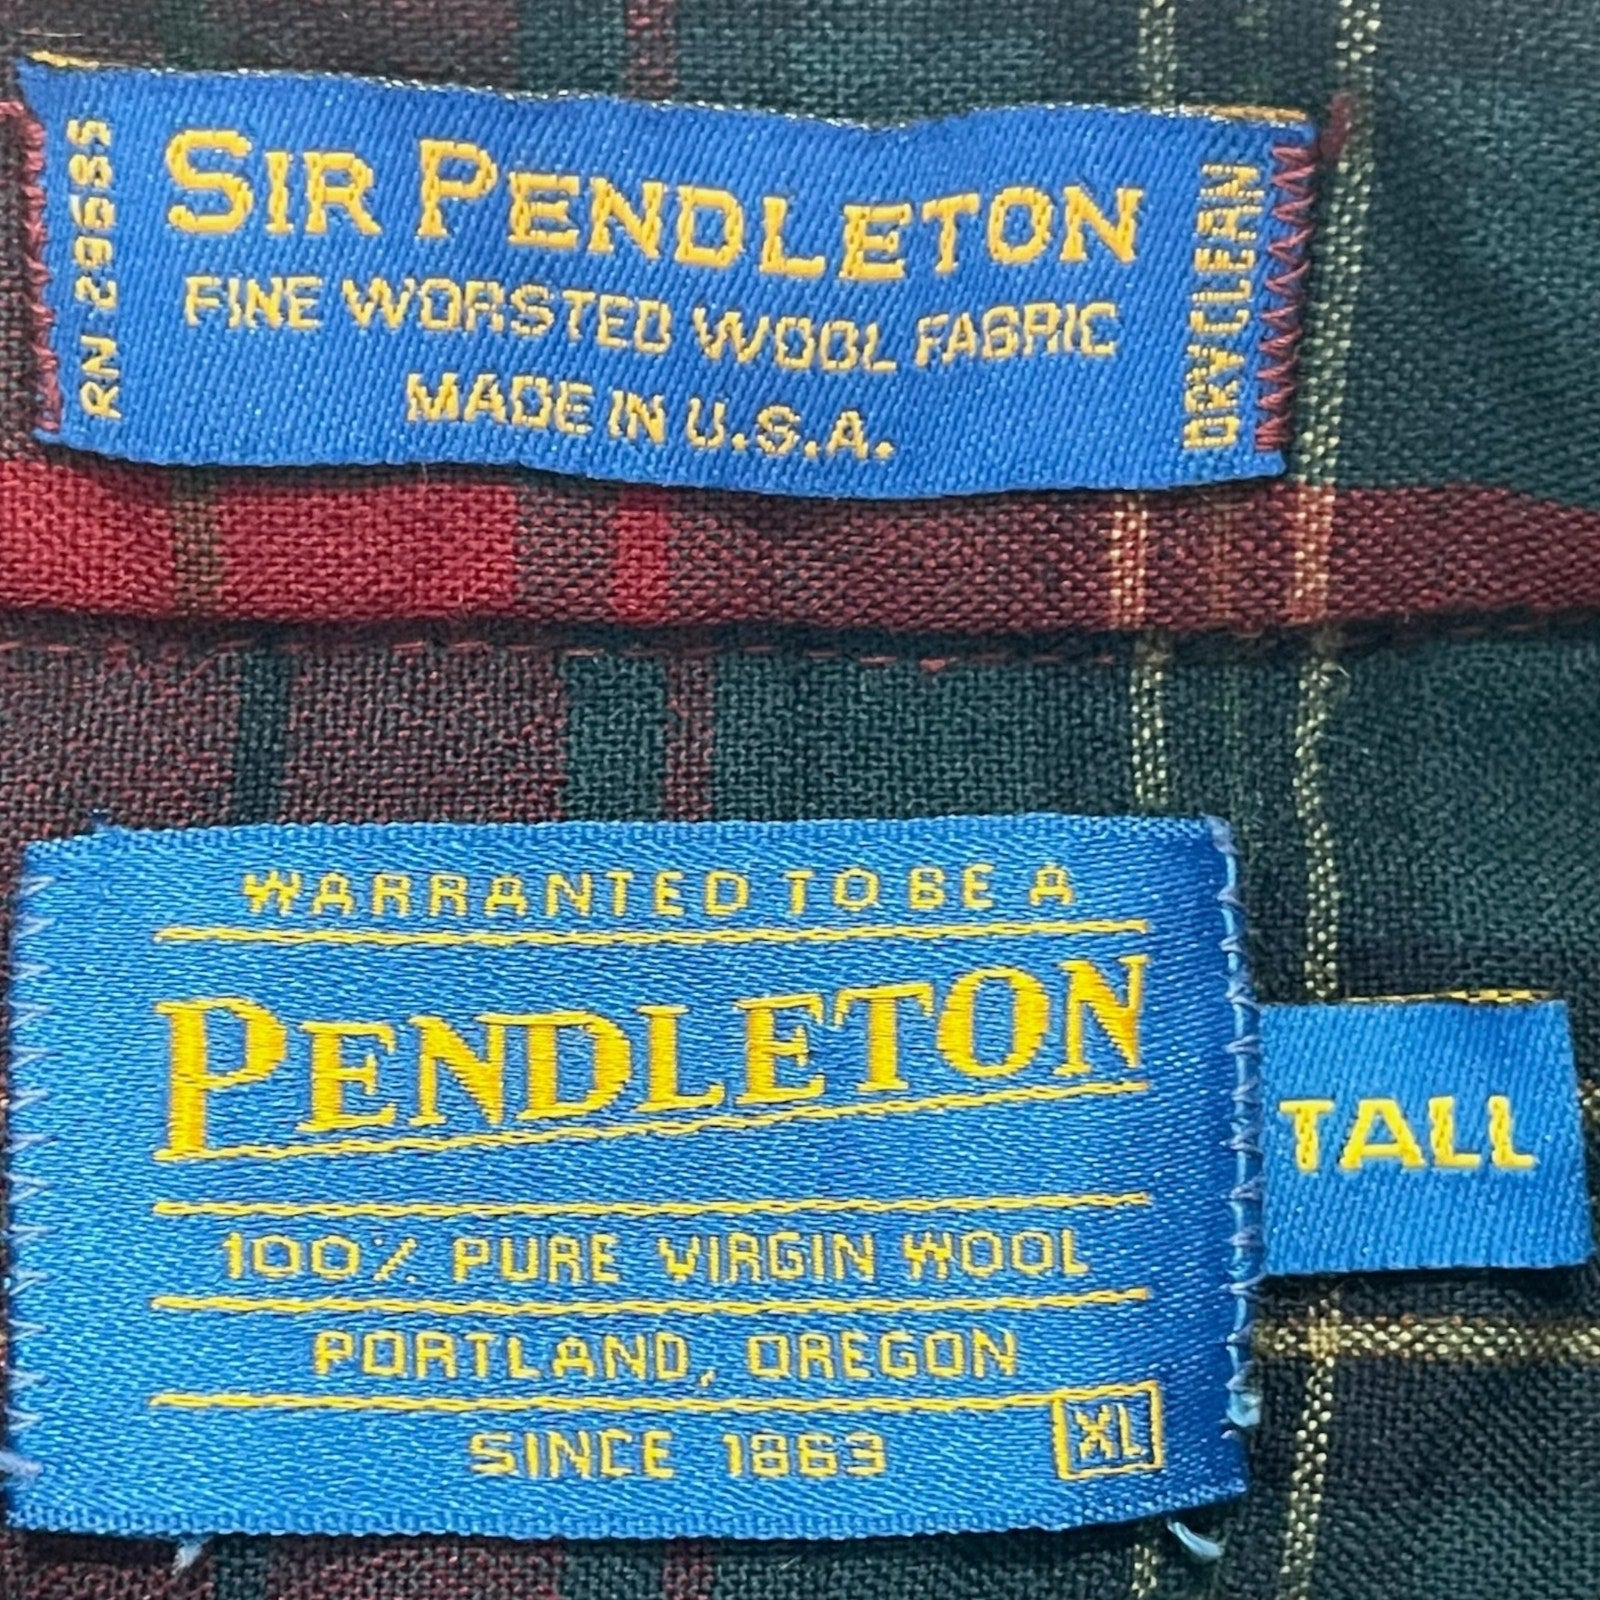 RN 29685
SIR PENDLETON
FINE WORSTED WOOL FABRIC
MADE IN U.S.A.
DRY CLEAN
WARRANTED TO BE A
PENDLETON
100% PURE VIRGIN WOOL
PORTLAND, OREGON
SINCE 1863
XL
TALL